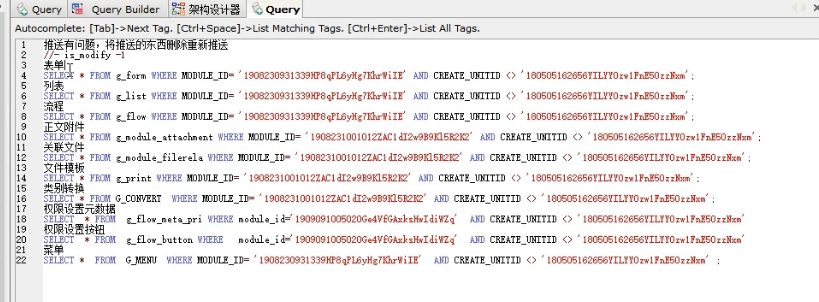 Query Query Builder 架构设计器 Query
Autocomplete: [Tab]->Next Tag. [Ctrl+Space]->List Matching Tags. [Ctrl+Enter]->List All Tags.
1 推送有问题，将推送的东西删除重新推送
2 //- is_modify -1
3 表单
4 SELECT * FROM g_form WHERE MODULE_ID= '1908230931339MP8qPL6yHg7KhrWiIE' AND CREATE_UNITID <> '180505162656YILYYOzw1FnE5OzzNxm';
5 列表
6 SELECT * FROM g_list WHERE MODULE_ID= '1908230931339MP8qPL6yHg7KhrWiIE' AND CREATE_UNITID <> '180505162656YILYYOzw1FnE5OzzNxm';
7 流程
8 SELECT * FROM g_flow WHERE MODULE_ID= '1908230931339MP8qPL6yHg7KhrWiIE' AND CREATE_UNITID <> '180505162656YILYYOzw1FnE5OzzNxm';
9 正文附件
10 SELECT * FROM g_module_attachment WHERE MODULE_ID= '1908231001012ZAC1dI2w9B9Kl5R2K2' AND CREATE_UNITID <> '180505162656YILYYOzw1FnE5OzzNxm';
11 关联文件
12 SELECT * FROM g_module_filerela WHERE MODULE_ID= '1908231001012ZAC1dI2w9B9Kl5R2K2' AND CREATE_UNITID <> '180505162656YILYYOzw1FnE5OzzNxm';
13 文件模板
14 SELECT * FROM g_print WHERE MODULE_ID= '1908231001012ZAC1dI2w9B9Kl5R2K2' AND CREATE_UNITID <> '180505162656YILYYOzw1FnE5OzzNxm';
15 类别转换
16 SELECT * FROM G_CONVERT WHERE MODULE_ID= '1908231001012ZAC1dI2w9B9Kl5R2K2' AND CREATE_UNITID <> '180505162656YILYYOzw1FnE5OzzNxm';
17 权限设置元数据
18 SELECT * FROM g_flow_meta_pri WHERE module_id='1909091005020Ge4VfGAxksHwIdiWZq' AND CREATE_UNITID <> '180505162656YILYYOzw1FnE5OzzNxm'
19 权限设置按钮
20 SELECT * FROM g_flow_button WHERE module_id='1909091005020Ge4VfGAxksHwIdiWZq' AND CREATE_UNITID <> '180505162656YILYYOzw1FnE5OzzNxm'
21 菜单
22 SELECT * FROM G_MENU WHERE MODULE_ID= '1908230931339MP8qPL6yHg7KhrWiIE' AND CREATE_UNITID <> '180505162656YILYYOzw1FnE5OzzNxm' ;